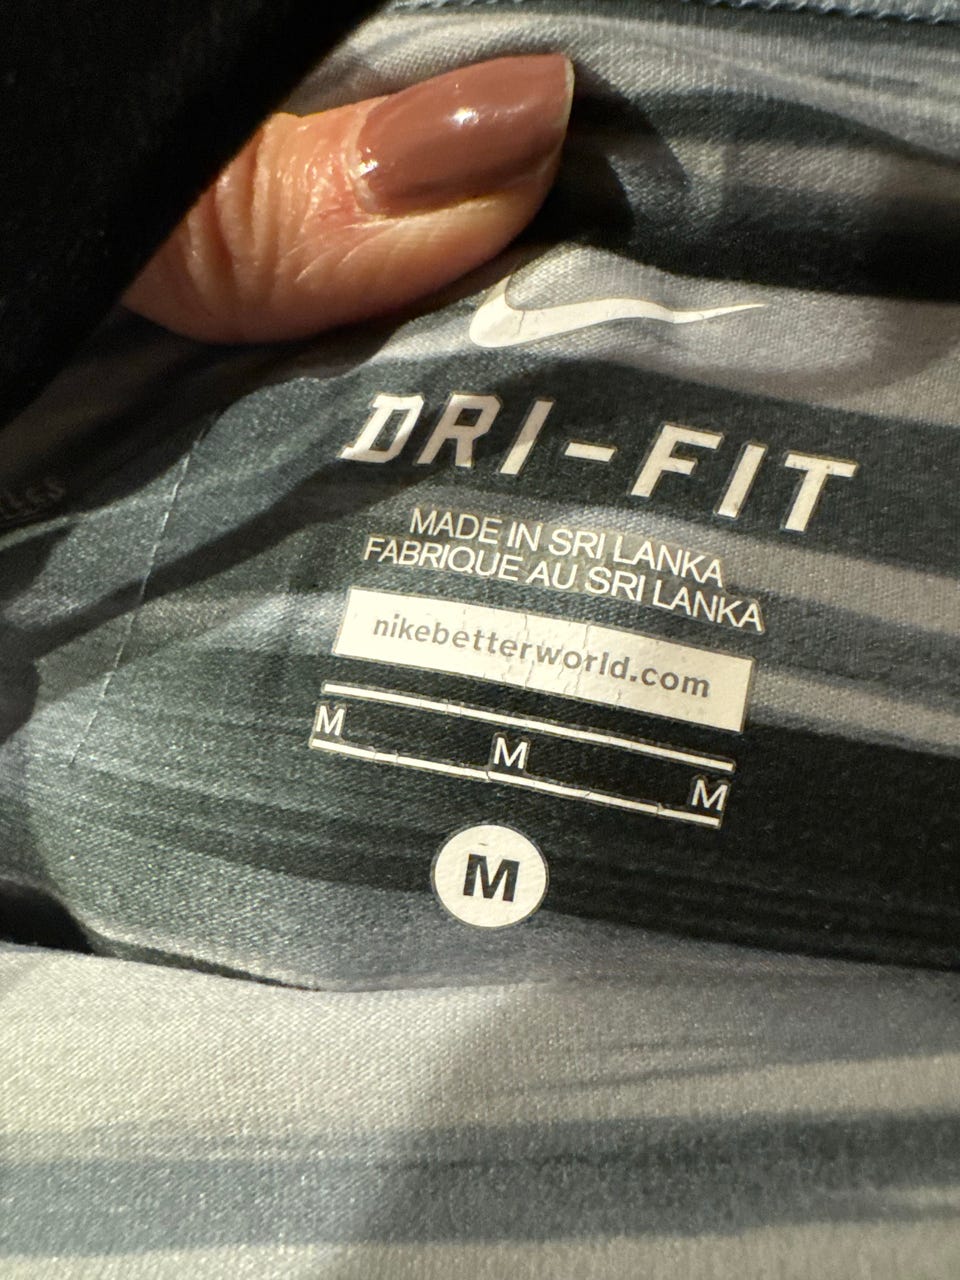 DRI-FIT
MADE IN SRI LANKA
FABRIQUE AU SRI LANKA
nikebetterworld.com
M M M
M